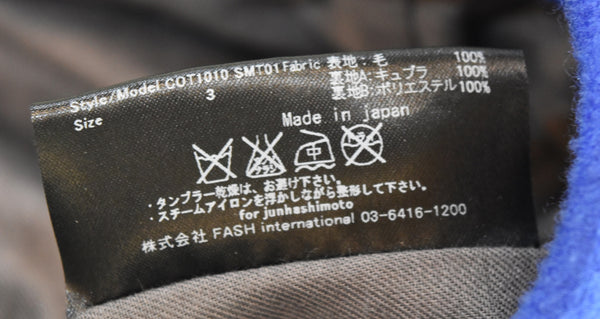 Style/Model COT1010 SMT01 Fabric 表地:毛 100%
裏地A:キュプラ 100%
Size 3 裏地B:ポリエステル 100%
Made in japan
中
・タンブラー乾燥は、お避け下さい。
・スチームアイロンを浮かしながら整形して下さい。
for junhashimoto
株式会社 FASH international 03-6416-1200